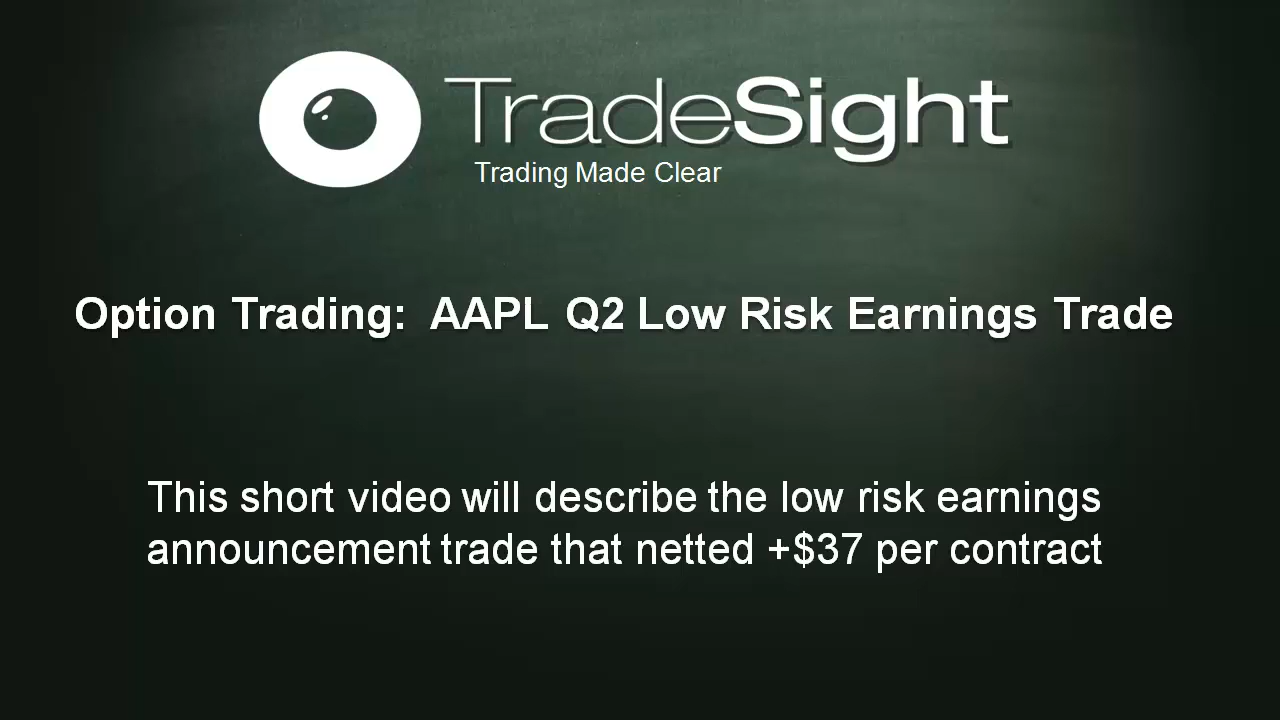 TradeSight
Trading Made Clear
Option Trading: AAPL Q2 Low Risk Earnings Trade
This short video will describe the low risk earnings
announcement trade that netted +$37 per contract